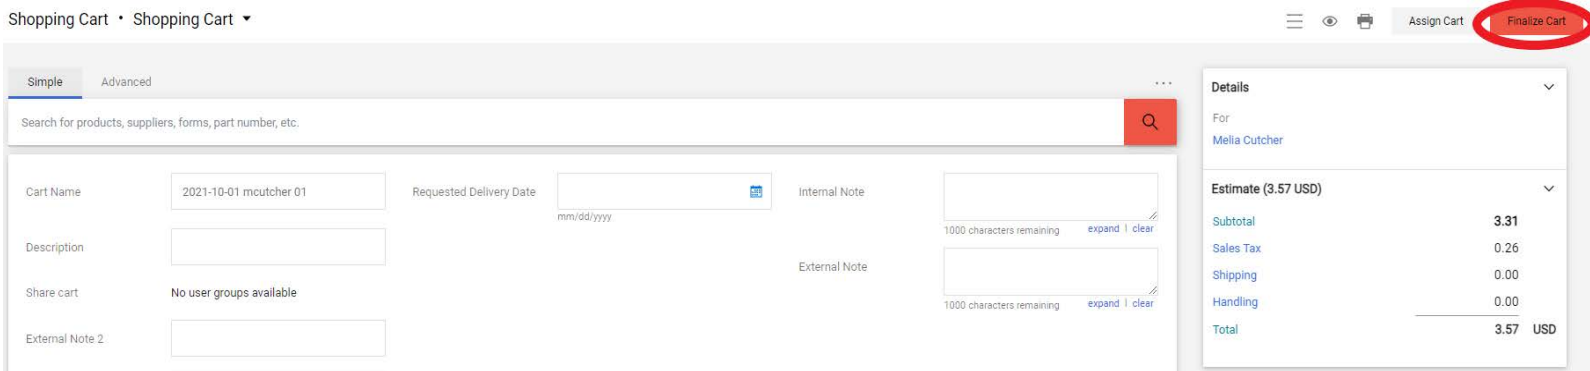 Shopping Cart • Shopping Cart
Assign Cart
Finalize Cart
Simple
Advanced
Search for products, suppliers, forms, part number, etc.
Cart Name
2021-10-01 mcutcher 01
Description
Share cart
No user groups available
External Note 2
Requested Delivery Date
mm/dd/yyyy
Internal Note
1000 characters remaining
expand | clear
External Note
1000 characters remaining
expand | clear
Details
For
Melia Cutcher
Estimate (3.57 USD)
Subtotal 3.31
Sales Tax 0.26
Shipping 0.00
Handling 0.00
Total 3.57 USD